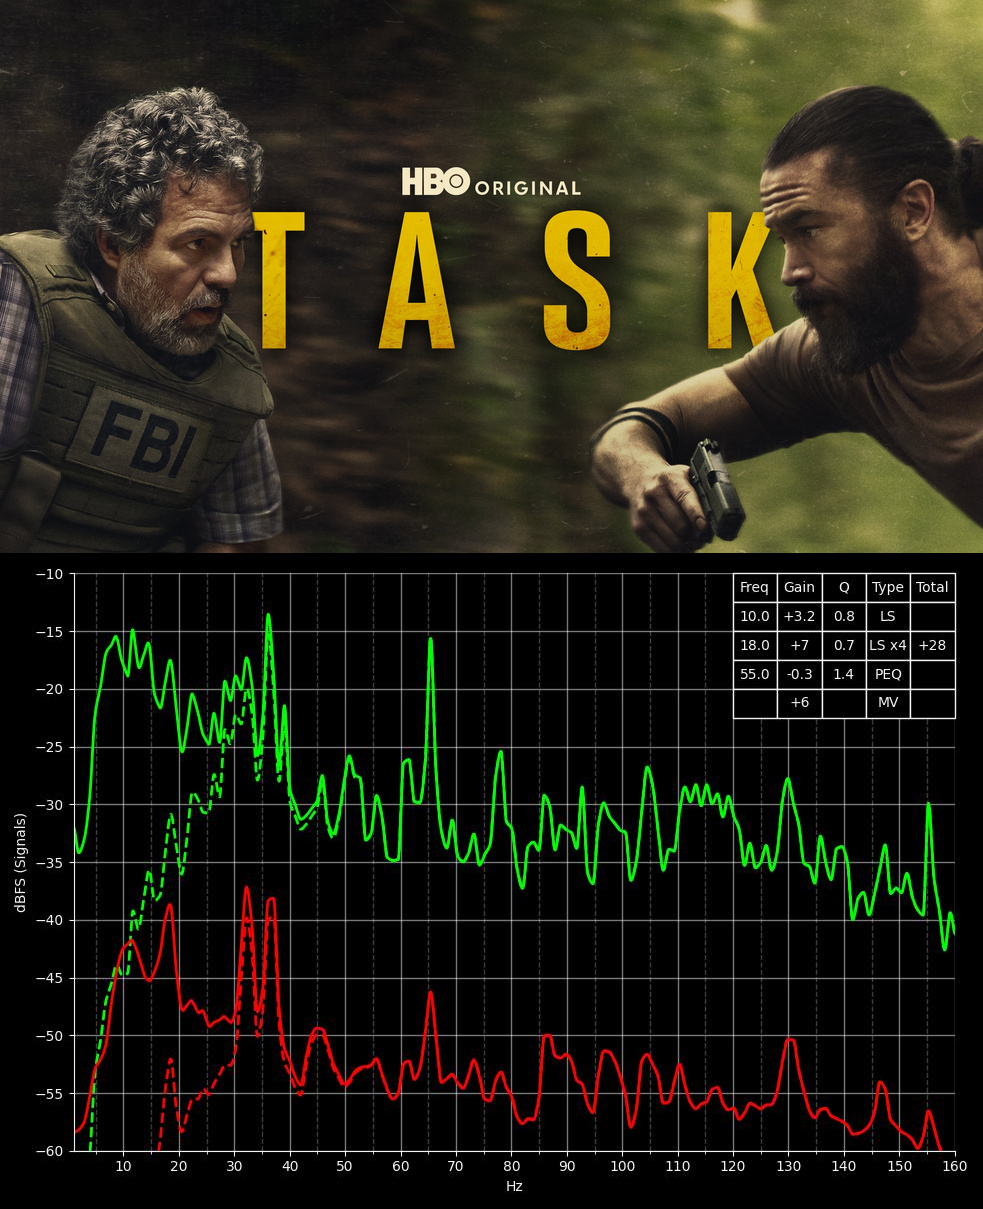 HBO ORIGINAL
TASK
FBI
Freq Gain Q Type Total
10.0 +3.2 0.8 LS
18.0 +7 0.7 LS x4 +28
55.0 -0.3 1.4 PEQ
+6 MV
−10
−15
−20
−25
−30
−35
−40
−45
−50
−55
−60
dBFS (Signals)
10 20 30 40 50 60 70 80 90 100 110 120 130 140 150 160
Hz